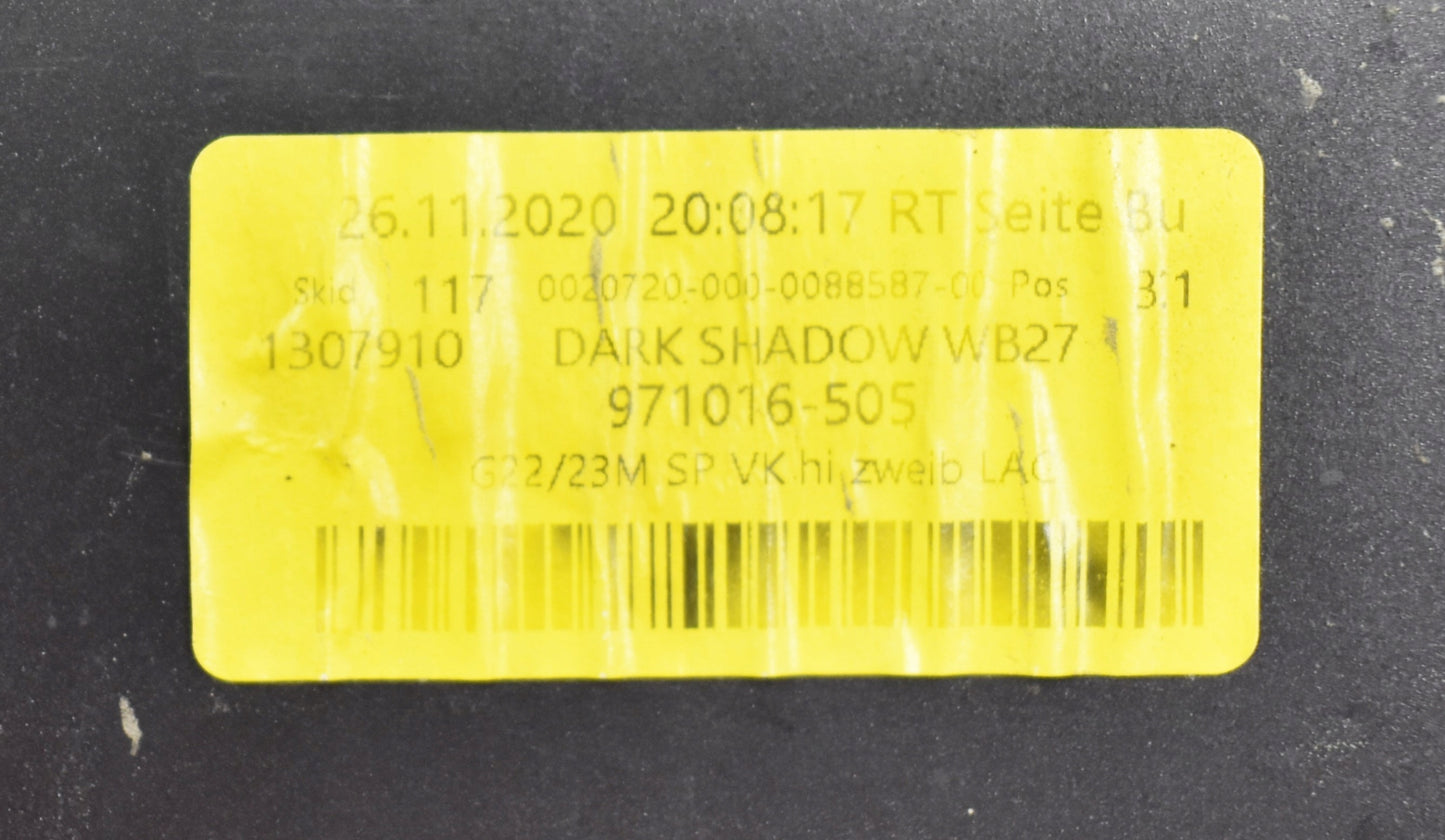 26.11.2020 20:08:17 RT Seite Bu
Skid 117 0020720-000-0088587-00 Pos
1307910 DARK SHADOW WB27
971016-505
G22/23M SP VK hi zweib LAC